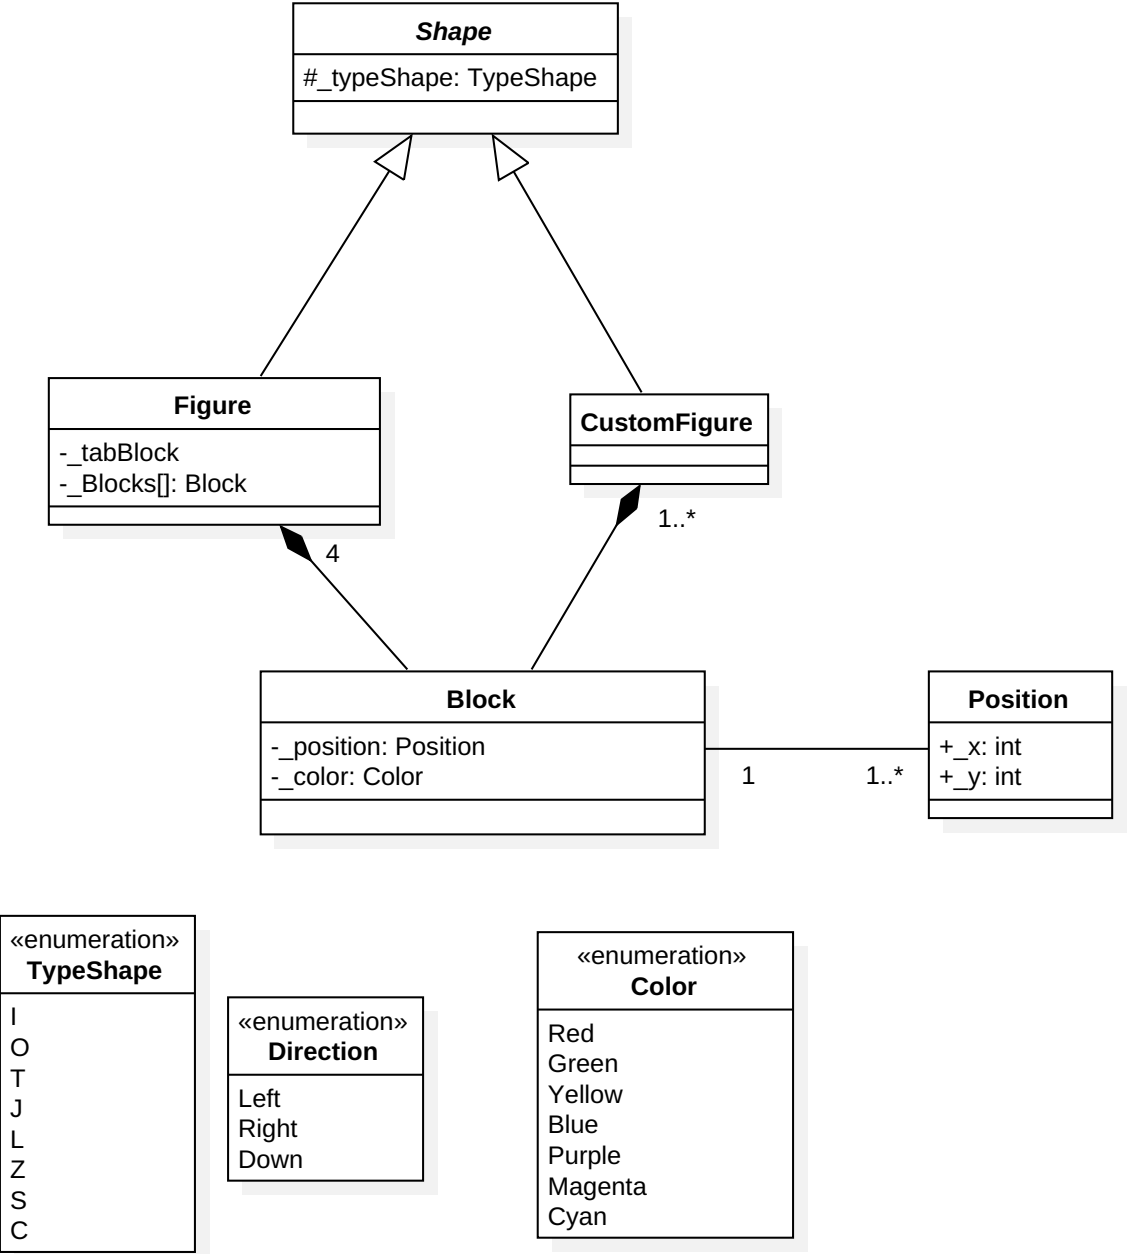 Shape
#_typeShape: TypeShape
Figure
-_tabBlock
-_Blocks[]: Block
CustomFigure
4
1..*
Block
-_position: Position
-_color: Color
1
1..*
Position
+_x: int
+_y: int
«enumeration»
TypeShape
I
O
T
J
L
Z
S
C
«enumeration»
Direction
Left
Right
Down
«enumeration»
Color
Red
Green
Yellow
Blue
Purple
Magenta
Cyan